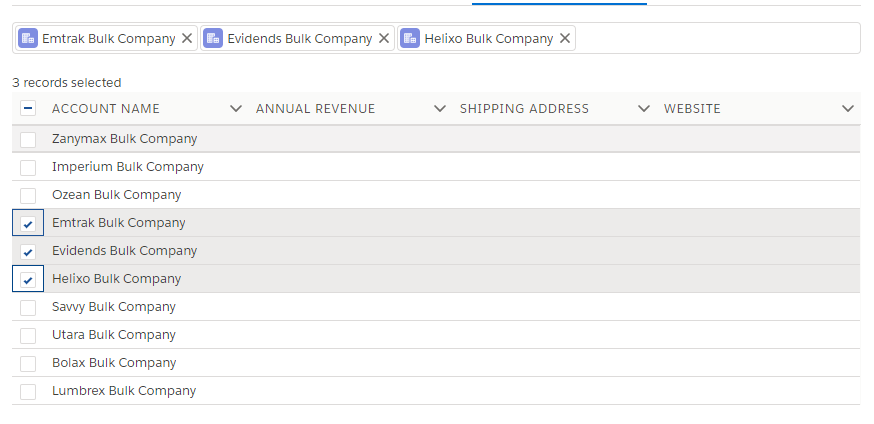 Emtrak Bulk Company Evidends Bulk Company Helixo Bulk Company
3 records selected
ACCOUNT NAME ANNUAL REVENUE SHIPPING ADDRESS WEBSITE
Zanymax Bulk Company
Imperium Bulk Company
Ozean Bulk Company
Emtrak Bulk Company
Evidends Bulk Company
Helixo Bulk Company
Savvy Bulk Company
Utara Bulk Company
Bolax Bulk Company
Lumbrex Bulk Company